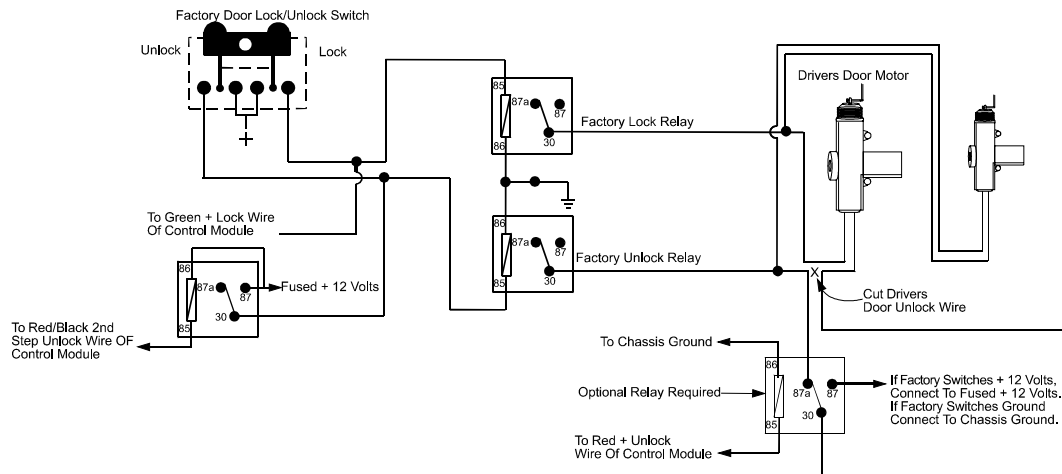 Factory Door Lock/Unlock Switch
Unlock
Lock
+
85
87a
87
86
30
Factory Lock Relay
Drivers Door Motor
86
87a
87
85
30
Factory Unlock Relay
To Green + Lock Wire
Of Control Module
86
87a
87
30
85
Fused + 12 Volts
To Red/Black 2nd
Step Unlock Wire OF
Control Module
X
Cut Drivers
Door Unlock Wire
To Chassis Ground
86
87a
87
30
85
Optional Relay Required
If Factory Switches + 12 Volts,
Connect To Fused + 12 Volts.
If Factory Switches Ground
Connect To Chassis Ground.
To Red + Unlock
Wire Of Control Module